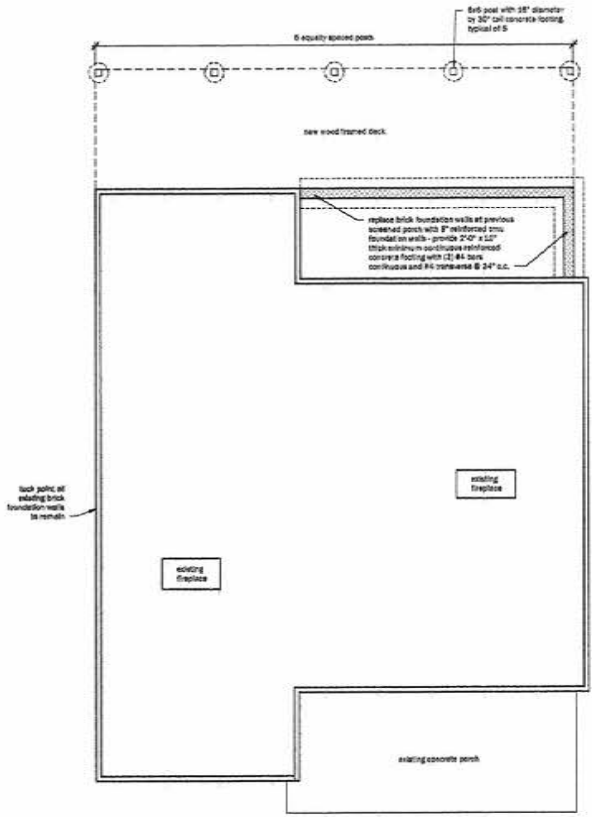 6x6 post with 16" diameter
by 30" tall concrete footing,
typical of 5
5 equally spaced posts
new wood framed deck
replace brick foundation walls at previous
screened porch with 8" reinforced cmu
foundation walls - provide 2'-0" x 12"
thick minimum continuous reinforced
concrete footing with (3) #4 bars
continuous and #4 transverse @ 24" o.c.
existing
fireplace
tuck point all
existing brick
foundation walls
to remain
existing
fireplace
existing concrete porch